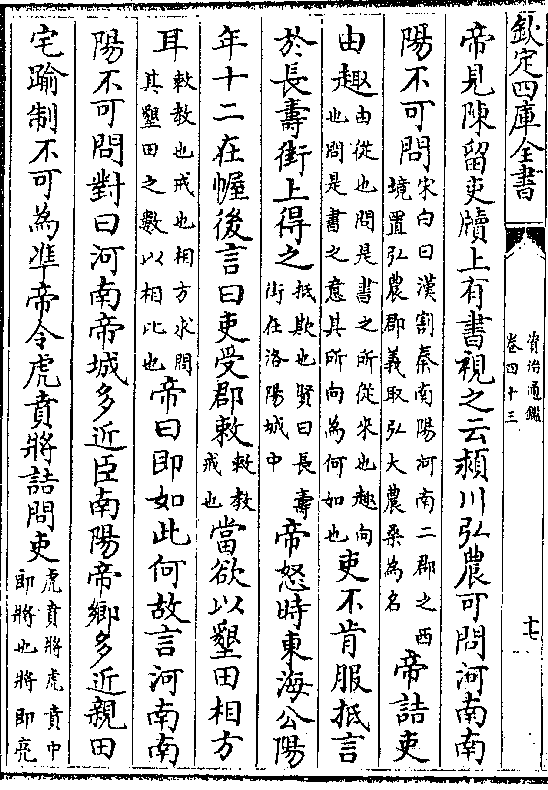 欽定四庫全書
資治通鑑
卷四十三
十七
帝見陳留吏牘上有書視之云潁川弘農可問河南南
陽不可問宋白曰漢割秦南陽河南二郡之西境置弘農郡義取弘大農桑為名帝詰吏
由趣由從也問是書之所從來也趣向也問是書之意其所向為何如也吏不肯服抵言
於長壽街上得之抵欺也賢曰長壽街在洛陽城中帝怒時東海公陽
年十二在幄後言曰吏受郡敕敕教戒也當欲以墾田相方
耳敕教也戒也相方求問其墾田之數以相比也帝曰即如此何故言河南南
陽不可問對曰河南帝城多近臣南陽帝鄉多近親田
宅踰制不可為準帝令虎賁將詰問吏虎賁將虎賁中即將也將即亮